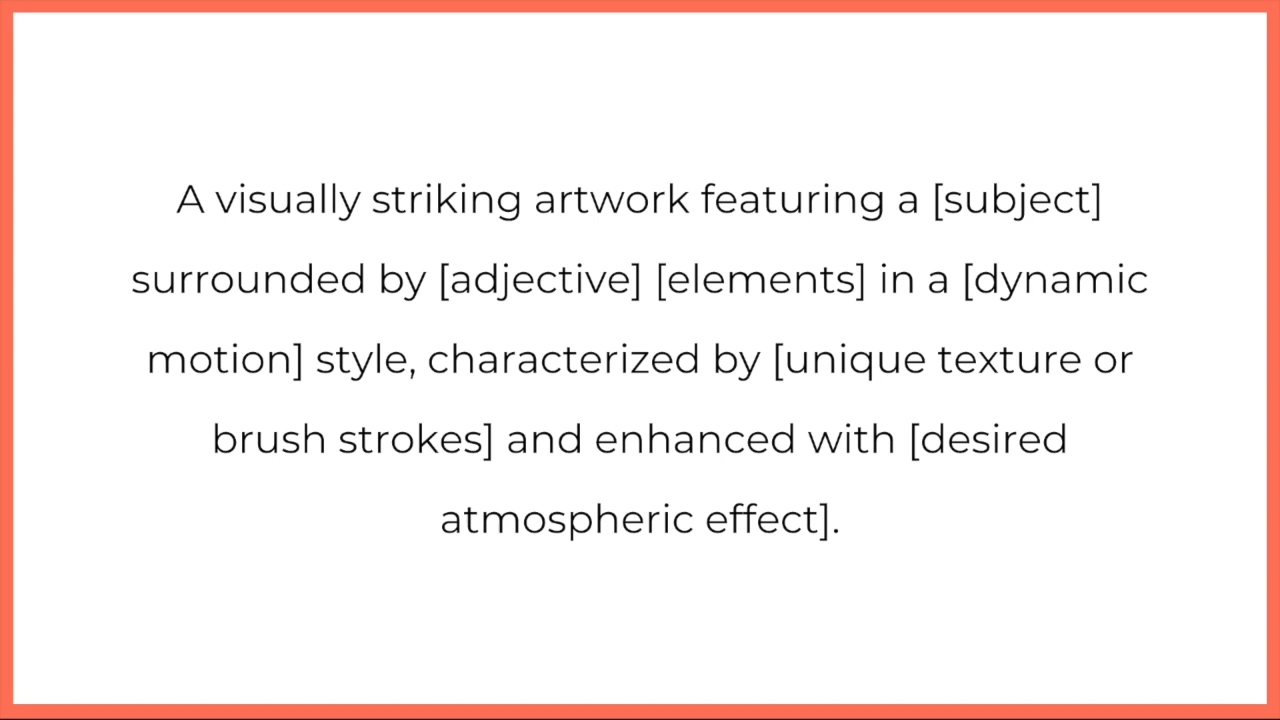 A visually striking artwork featuring a [subject]
surrounded by [adjective] [elements] in a [dynamic
motion] style, characterized by [unique texture or
brush strokes] and enhanced with [desired
atmospheric effect].